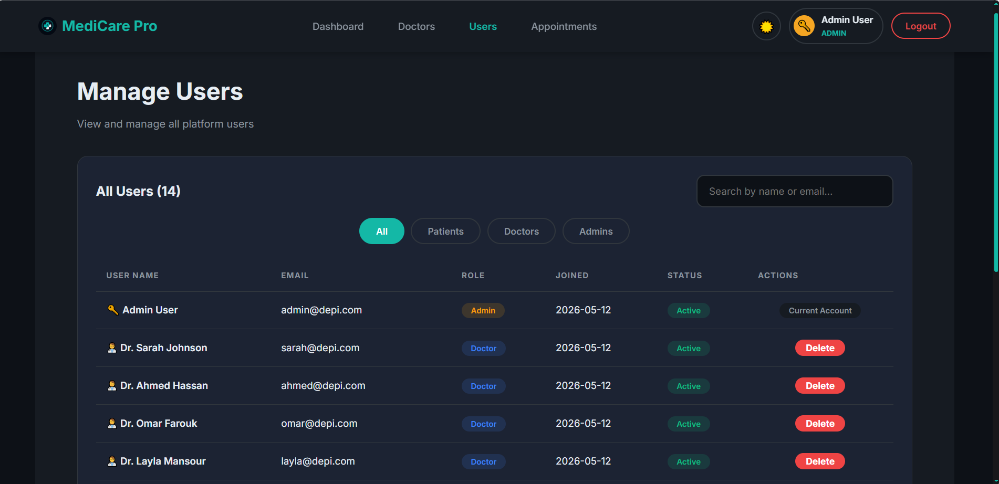 MediCare Pro
Dashboard Doctors Users Appointments
Admin User
ADMIN
Logout
Manage Users
View and manage all platform users
All Users (14)
Search by name or email...
All Patients Doctors Admins
USER NAME EMAIL ROLE JOINED STATUS ACTIONS
Admin User admin@depi.com Admin 2026-05-12 Active Current Account
Dr. Sarah Johnson sarah@depi.com Doctor 2026-05-12 Active Delete
Dr. Ahmed Hassan ahmed@depi.com Doctor 2026-05-12 Active Delete
Dr. Omar Farouk omar@depi.com Doctor 2026-05-12 Active Delete
Dr. Layla Mansour layla@depi.com Doctor 2026-05-12 Active Delete